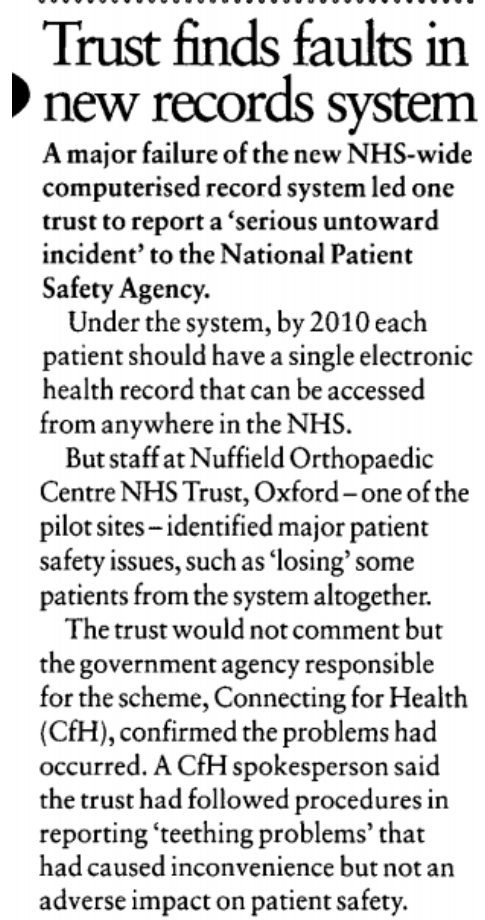 Trust finds faults in
new records system
A major failure of the new NHS-wide
computerised record system led one
trust to report a ‘serious untoward
incident’ to the National Patient
Safety Agency.
Under the system, by 2010 each
patient should have a single electronic
health record that can be accessed
from anywhere in the NHS.
But staff at Nuffield Orthopaedic
Centre NHS Trust, Oxford – one of the
pilot sites – identified major patient
safety issues, such as ‘losing’ some
patients from the system altogether.
The trust would not comment but
the government agency responsible
for the scheme, Connecting for Health
(CfH), confirmed the problems had
occurred. A CfH spokesperson said
the trust had followed procedures in
reporting ‘teething problems’ that
had caused inconvenience but not an
adverse impact on patient safety.